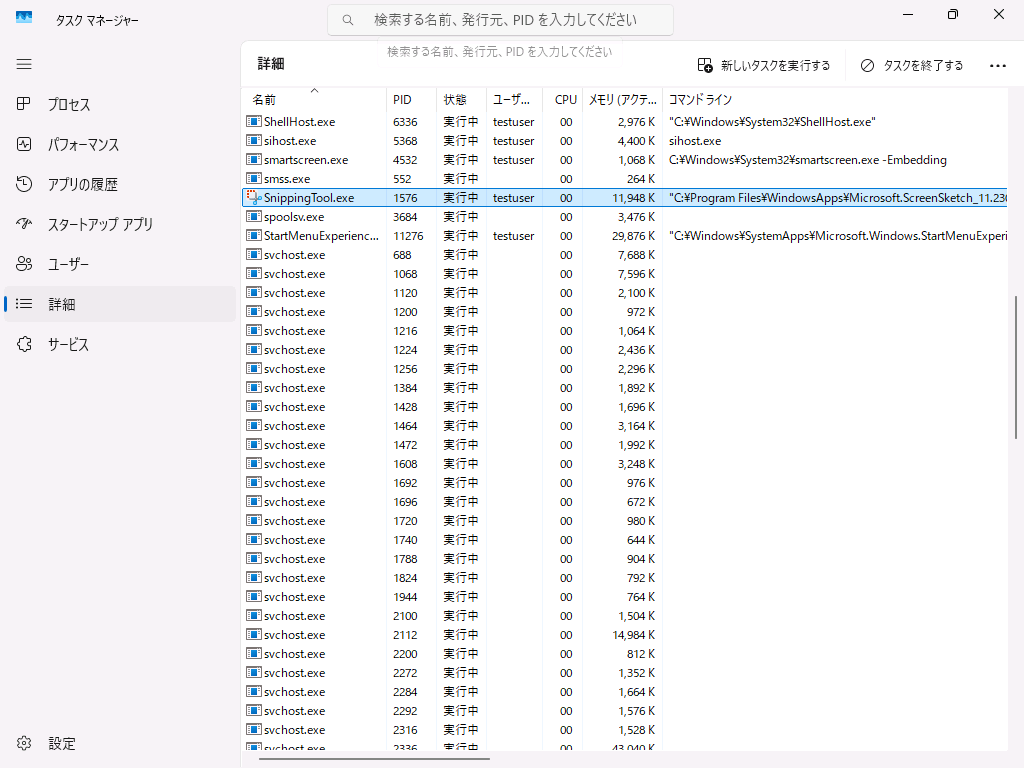 タスク マネージャー
検索する名前、発行元、PID を入力してください
検索する名前、発行元、PID を入力してください
詳細
新しいタスクを実行する
タスクを終了する
プロセス
パフォーマンス
アプリの履歴
スタートアップ アプリ
ユーザー
詳細
サービス
設定
名前 PID 状態 ユーザ... CPU メモリ (アクテ... コマンド ライン
ShellHost.exe 6336 実行中 testuser 00 2,976 K "C:¥Windows¥System32¥ShellHost.exe"
sihost.exe 5368 実行中 testuser 00 4,400 K sihost.exe
smartscreen.exe 4532 実行中 testuser 00 1,068 K C:¥Windows¥System32¥smartscreen.exe -Embedding
smss.exe 552 実行中 00 264 K
SnippingTool.exe 1576 実行中 testuser 00 11,948 K "C:¥Program Files¥WindowsApps¥Microsoft.ScreenSketch_11.230
spoolsv.exe 3684 実行中 00 3,476 K
StartMenuExperienc... 11276 実行中 testuser 00 29,876 K "C:¥Windows¥SystemApps¥Microsoft.Windows.StartMenuExperi
svchost.exe 688 実行中 00 7,688 K
svchost.exe 1068 実行中 00 7,596 K
svchost.exe 1120 実行中 00 2,100 K
svchost.exe 1200 実行中 00 972 K
svchost.exe 1216 実行中 00 1,064 K
svchost.exe 1224 実行中 00 2,436 K
svchost.exe 1256 実行中 00 2,296 K
svchost.exe 1384 実行中 00 1,892 K
svchost.exe 1428 実行中 00 1,696 K
svchost.exe 1464 実行中 00 3,164 K
svchost.exe 1472 実行中 00 1,992 K
svchost.exe 1608 実行中 00 3,248 K
svchost.exe 1692 実行中 00 976 K
svchost.exe 1696 実行中 00 672 K
svchost.exe 1720 実行中 00 980 K
svchost.exe 1740 実行中 00 644 K
svchost.exe 1788 実行中 00 904 K
svchost.exe 1824 実行中 00 792 K
svchost.exe 1944 実行中 00 764 K
svchost.exe 2100 実行中 00 1,504 K
svchost.exe 2112 実行中 00 14,984 K
svchost.exe 2200 実行中 00 812 K
svchost.exe 2272 実行中 00 1,352 K
svchost.exe 2284 実行中 00 1,664 K
svchost.exe 2292 実行中 00 1,576 K
svchost.exe 2316 実行中 00 1,528 K
svchost.exe 2336 実行中 00 43,040 K